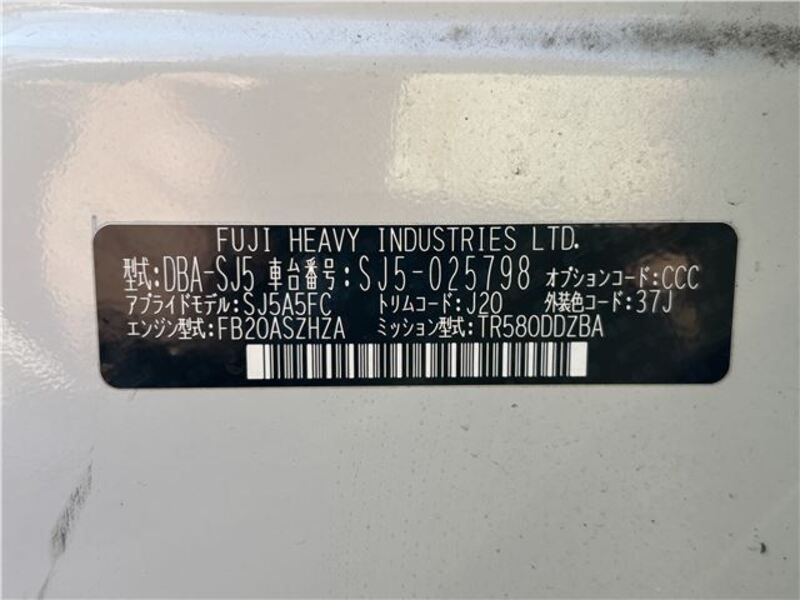 FUJI HEAVY INDUSTRIES LTD.
型式:DBA-SJ5 車台番号:SJ5-025798 オプションコード:CCC
アプライドモデル:SJ5A5FC トリムコード:J20 外装色コード:37J
エンジン型式:FB20ASZHZA ミッション型式:TR580DDZBA